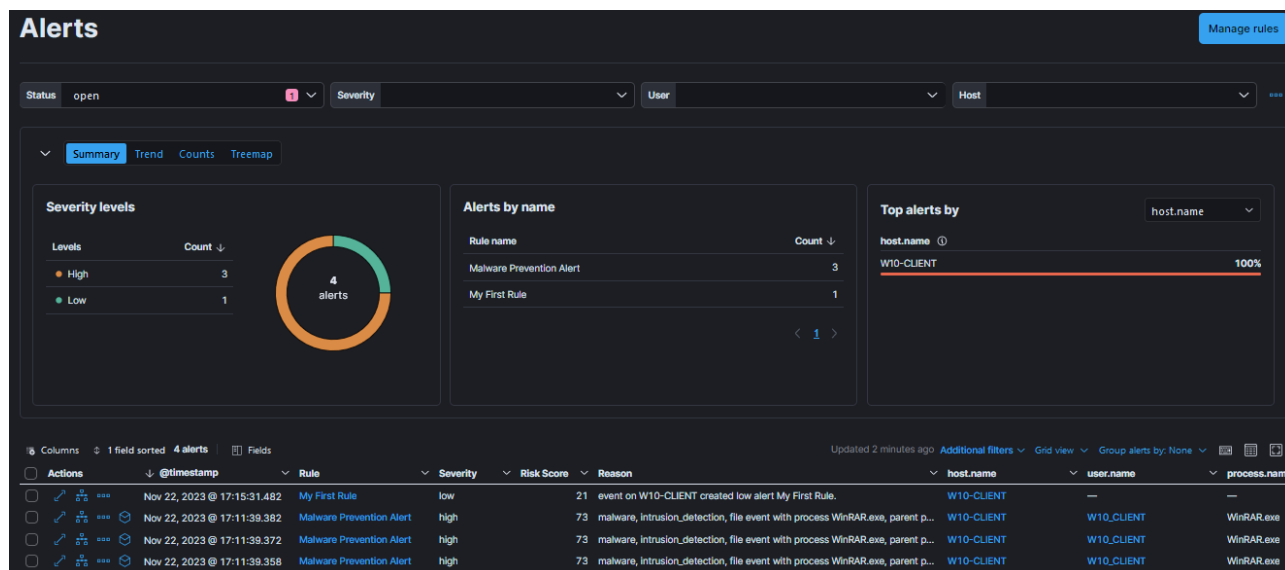 Alerts
Manage rules
Status open 1 Severity User Host
Summary Trend Counts Treemap
Severity levels
Levels Count ↓
High 3
Low 1
4
alerts
Alerts by name
Rule name Count ↓
Malware Prevention Alert 3
My First Rule 1
< 1 >
Top alerts by host.name
host.name
W10-CLIENT 100%
Columns 1 field sorted 4 alerts Fields Updated 2 minutes ago Additional filters Grid view Group alerts by: None
Actions ↓ @timestamp Rule Severity Risk Score Reason host.name user.name process.nam
Nov 22, 2023 @ 17:15:31.482 My First Rule low 21 event on W10-CLIENT created low alert My First Rule. W10-CLIENT — —
Nov 22, 2023 @ 17:11:39.382 Malware Prevention Alert high 73 malware, intrusion_detection, file event with process WinRAR.exe, parent p... W10-CLIENT W10_CLIENT WinRAR.exe
Nov 22, 2023 @ 17:11:39.372 Malware Prevention Alert high 73 malware, intrusion_detection, file event with process WinRAR.exe, parent p... W10-CLIENT W10_CLIENT WinRAR.exe
Nov 22, 2023 @ 17:11:39.358 Malware Prevention Alert high 73 malware, intrusion_detection, file event with process WinRAR.exe, parent p... W10-CLIENT W10_CLIENT WinRAR.exe